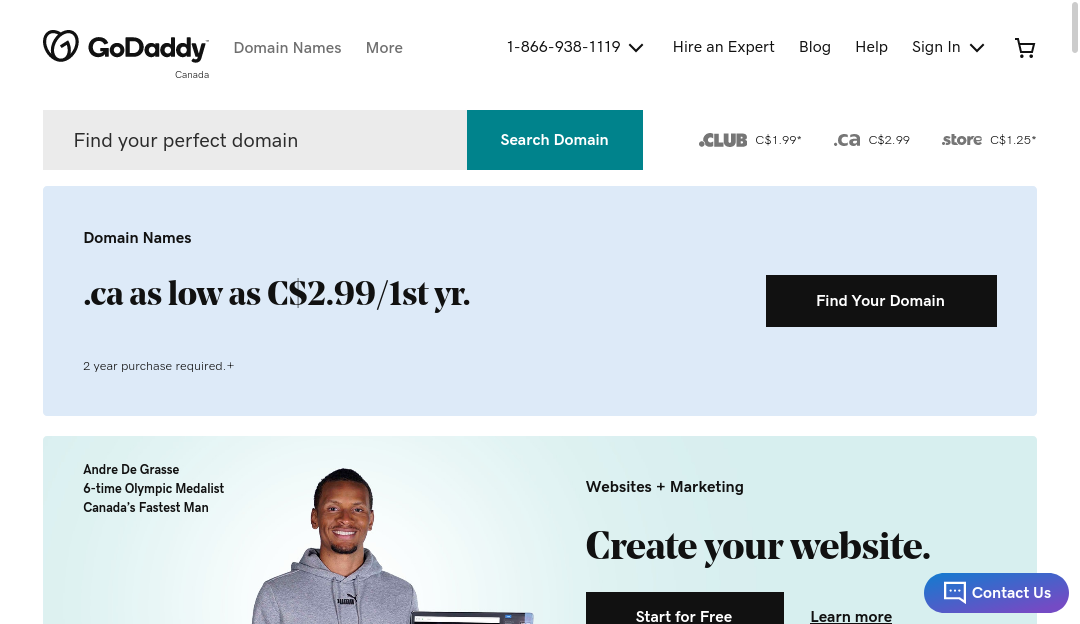 GoDaddy
Canada
Domain Names
More
1-866-938-1119
Hire an Expert
Blog
Help
Sign In
Find your perfect domain
Search Domain
.CLUB C$1.99*
.ca C$2.99
.store C$1.25*
Domain Names
.ca as low as C$2.99/1st yr.
Find Your Domain
2 year purchase required.+
Andre De Grasse
6-time Olympic Medalist
Canada's Fastest Man
Websites + Marketing
Create your website.
Start for Free
Learn more
Contact Us